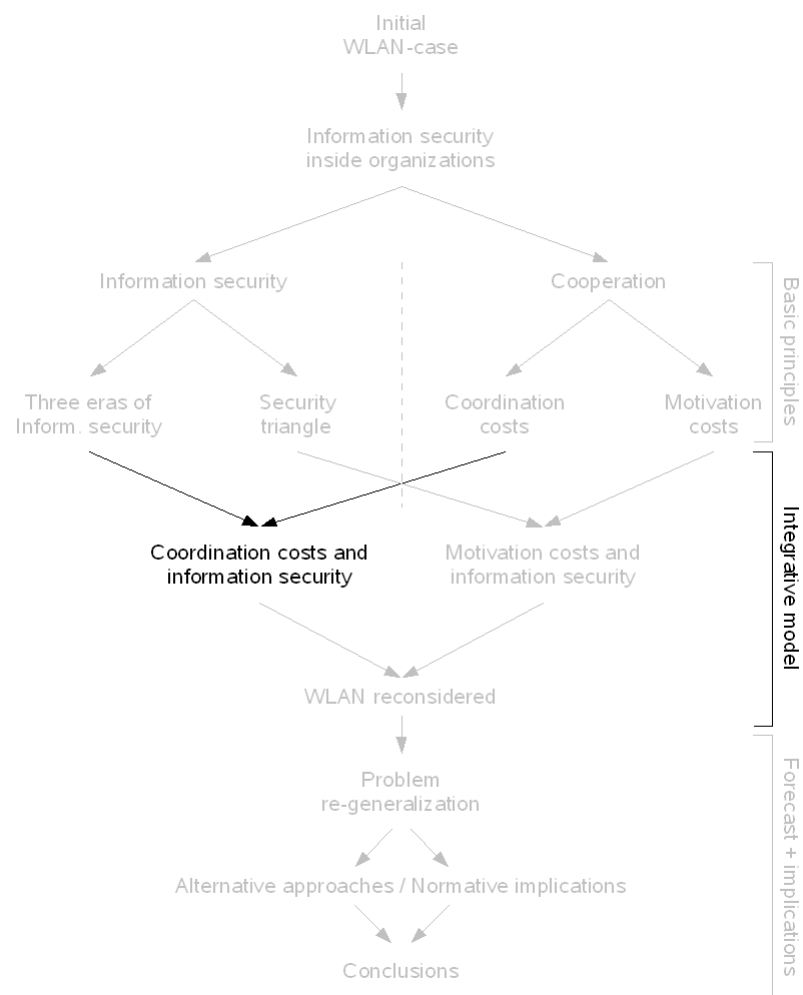 Initial
WLAN-case
Information security
inside organizations
Information security
Cooperation
Basic principles
Three eras of
Inform. security
Security
triangle
Coordination
costs
Motivation
costs
Coordination costs and
information security
Motivation costs and
information security
Integrative model
WLAN reconsidered
Problem
re-generalization
Alternative approaches / Normative implications
Conclusions
Forecast + implications